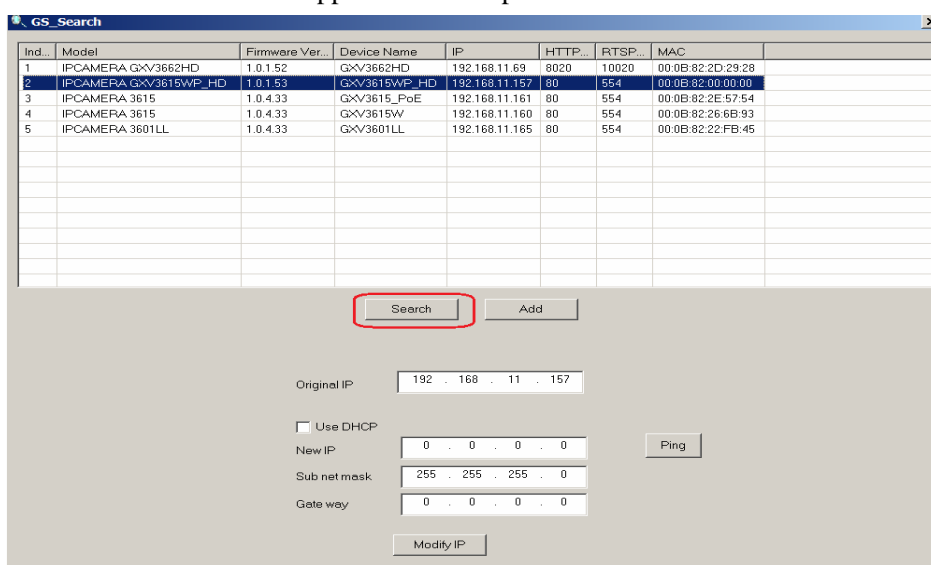 GS_Search
Ind... Model Firmware Ver... Device Name IP HTTP... RTSP... MAC
1 IPCAMERA GXV3662HD 1.0.1.52 GXV3662HD 192.168.11.69 8020 10020 00:0B:82:2D:29:28
2 IPCAMERA GXV3615WP_HD 1.0.1.53 GXV3615WP_HD 192.168.11.157 80 554 00:0B:82:00:00:00
3 IPCAMERA 3615 1.0.4.33 GXV3615_PoE 192.168.11.161 80 554 00:0B:82:2E:57:54
4 IPCAMERA 3615 1.0.4.33 GXV3615W 192.168.11.160 80 554 00:0B:82:26:6B:93
5 IPCAMERA 3601LL 1.0.4.33 GXV3601LL 192.168.11.165 80 554 00:0B:82:22:FB:45
Search Add
Original IP 192 . 168 . 11 . 157
Use DHCP
New IP 0 . 0 . 0 . 0 Ping
Sub net mask 255 . 255 . 255 . 0
Gate way 0 . 0 . 0 . 0
Modify IP